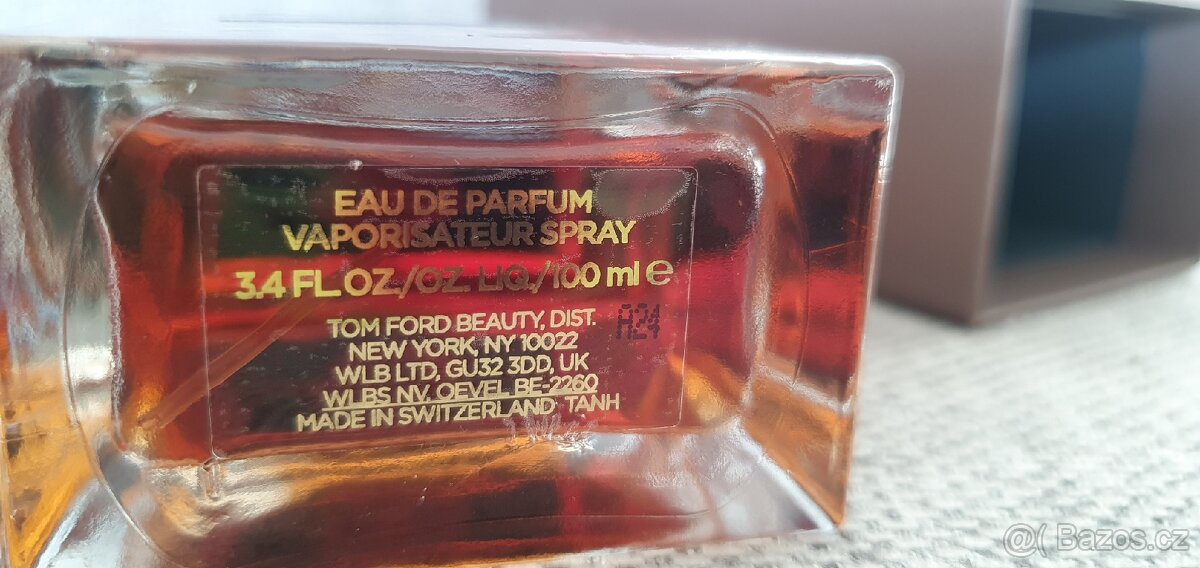 EAU DE PARFUM
VAPORISATEUR SPRAY
3.4 FL OZ./OZ. LIQ./100 ml e
TOM FORD BEAUTY, DIST.
A24
NEW YORK, NY 10022
WLB LTD, GU32 3DD, UK
WLBS NV, OEVEL BE-2260
MADE IN SWITZERLAND TANH
@( Bazos.cz